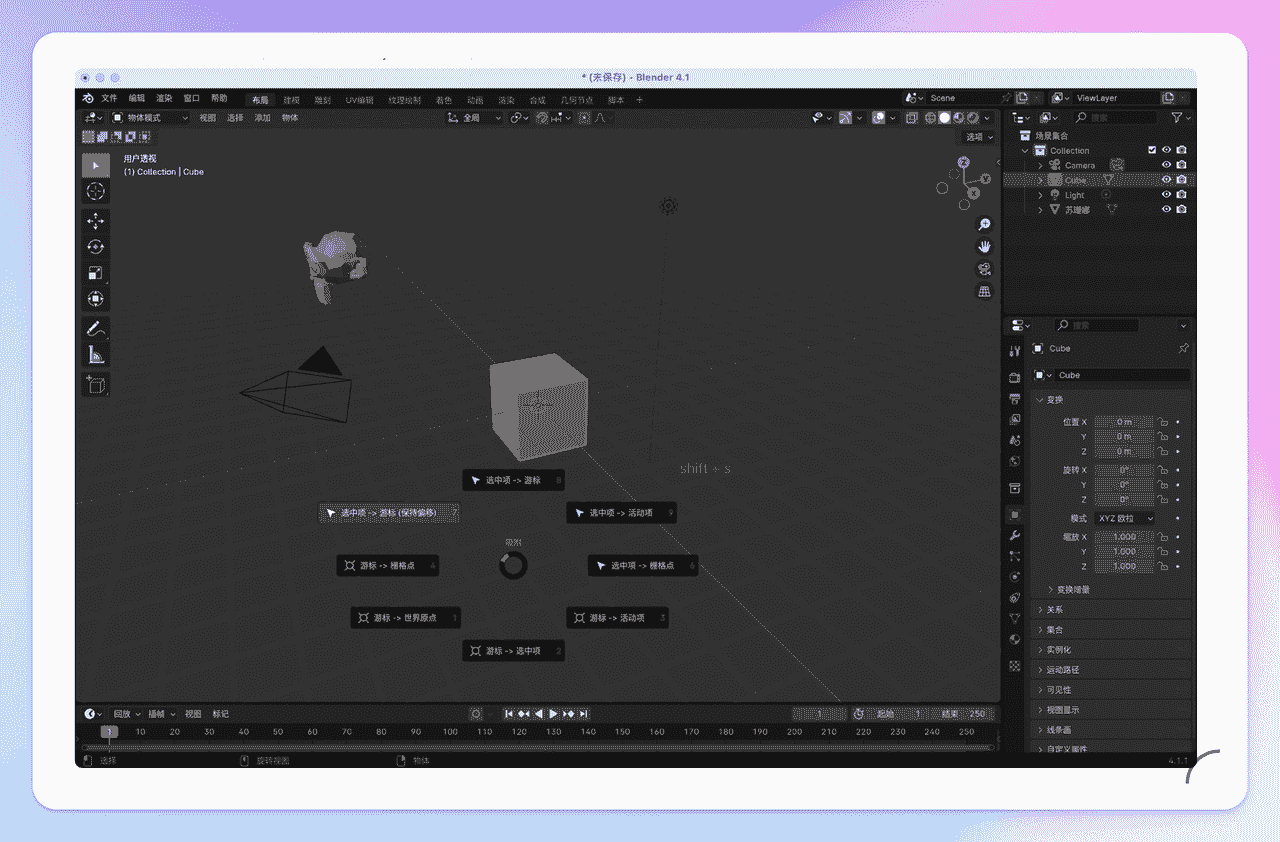 * (未保存) - Blender 4.1
文件 编辑 渲染 窗口 帮助 布局 建模 雕刻 UV编辑 纹理绘制 着色 动画 渲染 合成 几何节点 脚本 + Scene ViewLayer
物体模式 视图 选择 添加 物体 全局 搜索
选项
用户透视
(1) Collection | Cube
场景集合
Collection
Camera
Cube
Light
苏珊娜
Z
Y
X
shift + s
选中项 -> 游标 8
选中项 -> 游标 (保持偏移) 7
选中项 -> 活动项 9
吸附
游标 -> 栅格点 4
选中项 -> 栅格点 6
游标 -> 世界原点 1
游标 -> 活动项 3
游标 -> 选中项 2
搜索
Cube
Cube
变换
位置 X 0 m
Y 0 m
Z 0 m
旋转 X 0°
Y 0°
Z 0°
模式 XYZ 欧拉
缩放 X 1.000
Y 1.000
Z 1.000
变换增量
关系
集合
实例化
运动路径
可见性
视图显示
线条画
自定义属性
回放 插帧 视图 标记 1 起始 1 结束 250
1 10 20 30 40 50 60 70 80 90 100 110 120 130 140 150 160 170 180 190 200 210 220 230 240 250
选择 旋转视图 物体 4.1.1